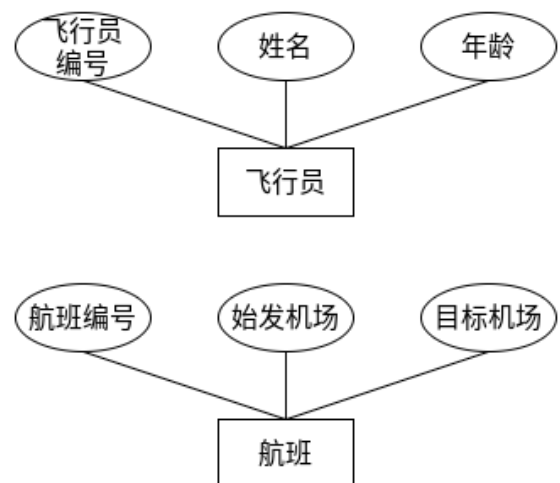 飞行员
编号
姓名
年龄
飞行员
航班编号
始发机场
目标机场
航班